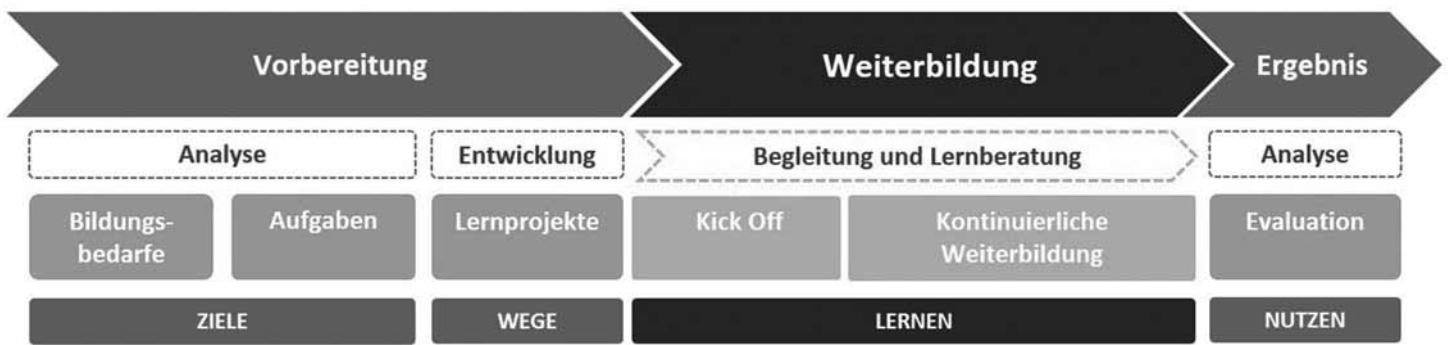 Vorbereitung
Weiterbildung
Ergebnis
Analyse
Entwicklung
Begleitung und Lernberatung
Analyse
Bildungs-
bedarfe
Aufgaben
Lernprojekte
Kick Off
Kontinuierliche
Weiterbildung
Evaluation
ZIELE
WEGE
LERNEN
NUTZEN